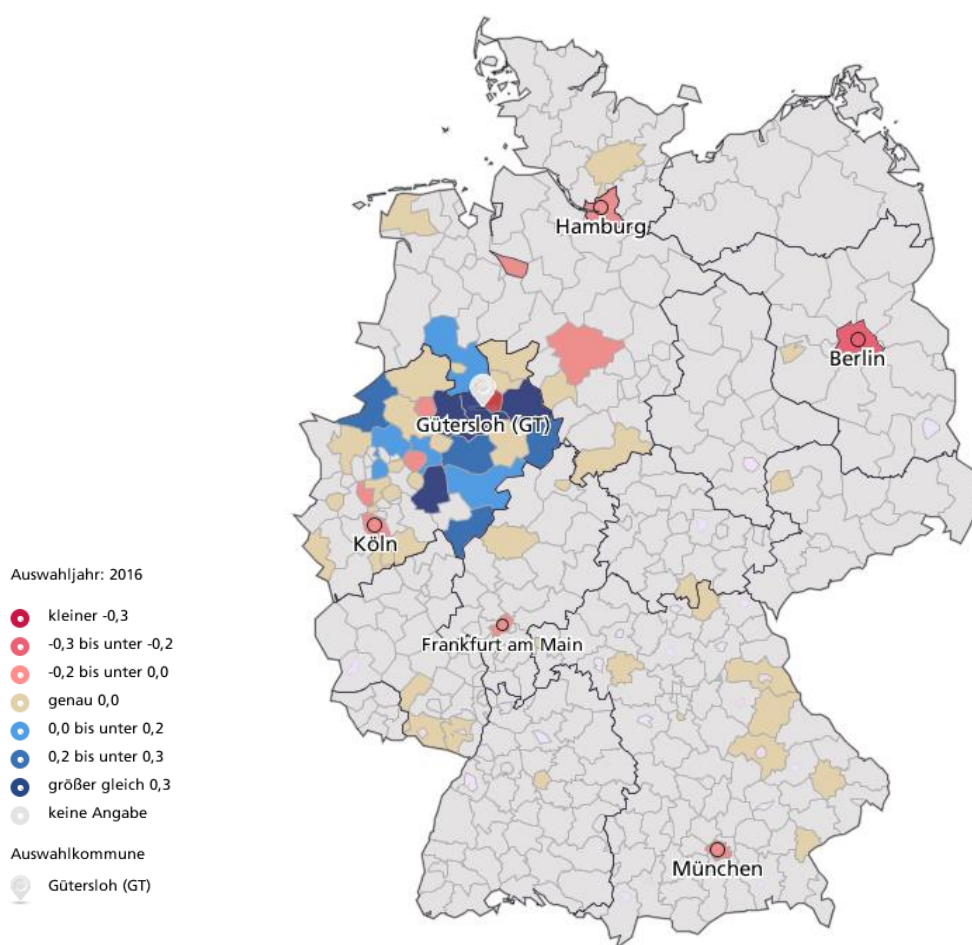 Hamburg
Berlin
Gütersloh (GT)
Köln
Frankfurt am Main
München
Auswahljahr: 2016
kleiner -0,3
-0,3 bis unter -0,2
-0,2 bis unter 0,0
genau 0,0
0,0 bis unter 0,2
0,2 bis unter 0,3
größer gleich 0,3
keine Angabe
Auswahlkommune
Gütersloh (GT)